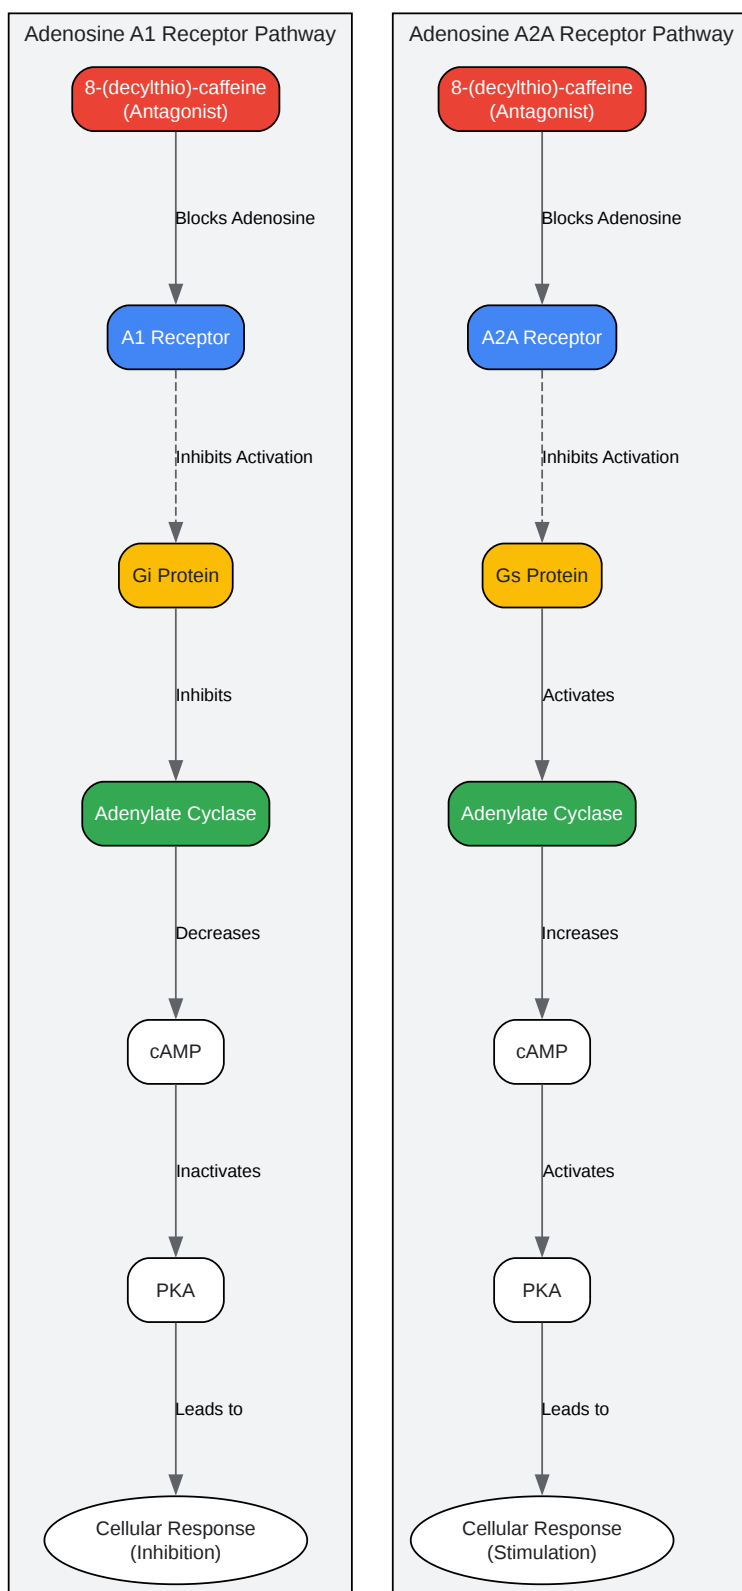 Adenosine A1 Receptor Pathway
8-(decylthio)-caffeine
(Antagonist)
Blocks Adenosine
A1 Receptor
Inhibits Activation
Gi Protein
Inhibits
Adenylate Cyclase
Decreases
cAMP
Inactivates
PKA
Leads to
Cellular Response
(Inhibition)
Adenosine A2A Receptor Pathway
8-(decylthio)-caffeine
(Antagonist)
Blocks Adenosine
A2A Receptor
Inhibits Activation
Gs Protein
Activates
Adenylate Cyclase
Increases
cAMP
Activates
PKA
Leads to
Cellular Response
(Stimulation)